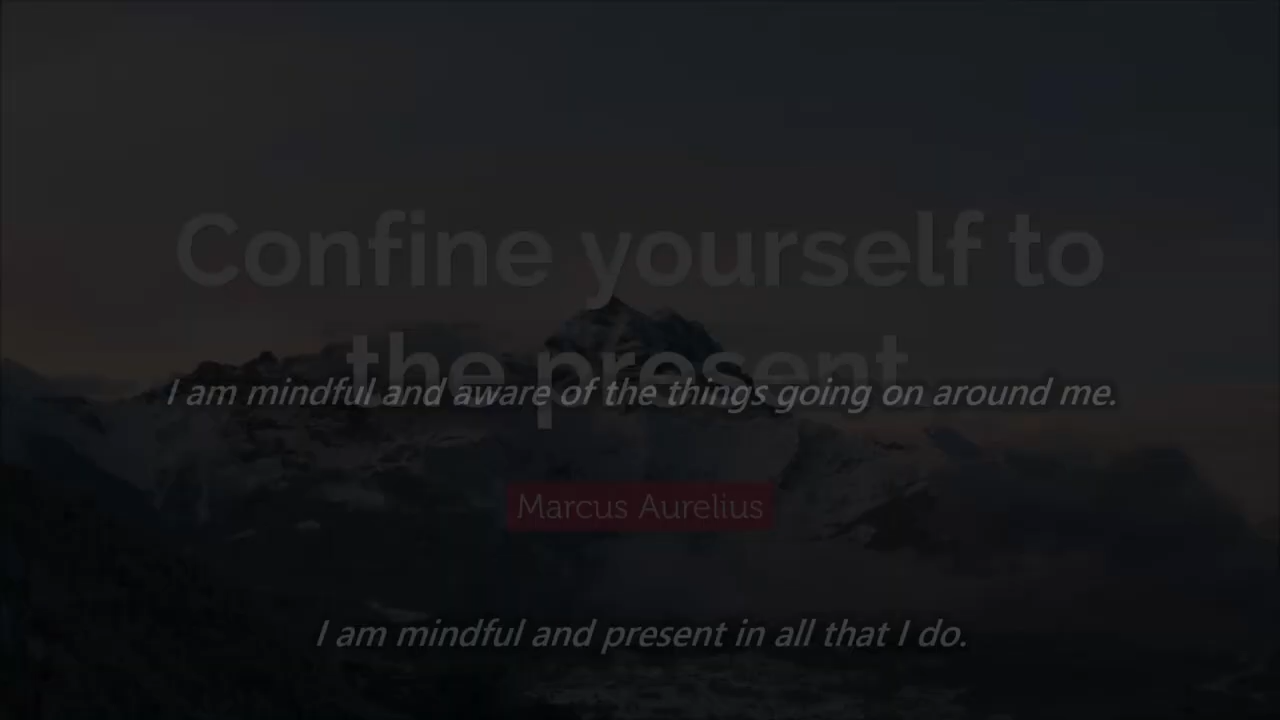 Confine yourself to
the present.
I am mindful and aware of the things going on around me.
Marcus Aurelius
I am mindful and present in all that I do.